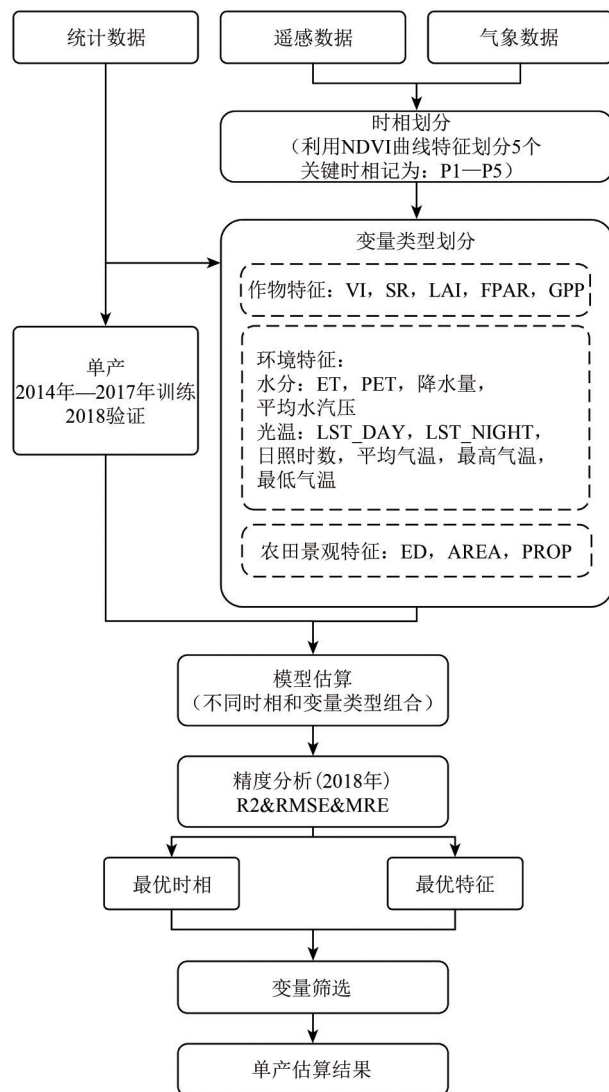 统计数据
遥感数据
气象数据
时相划分
（利用NDVI曲线特征划分5个
关键时相记为：P1—P5）
变量类型划分
作物特征：VI，SR，LAI，FPAR，GPP
环境特征：
水分：ET，PET，降水量，
平均水汽压
光温：LST_DAY，LST_NIGHT，
日照时数，平均气温，最高气温，
最低气温
农田景观特征：ED，AREA，PROP
单产
2014年—2017年训练
2018验证
模型估算
（不同时相和变量类型组合）
精度分析(2018年)
R2&RMSE&MRE
最优时相
最优特征
变量筛选
单产估算结果